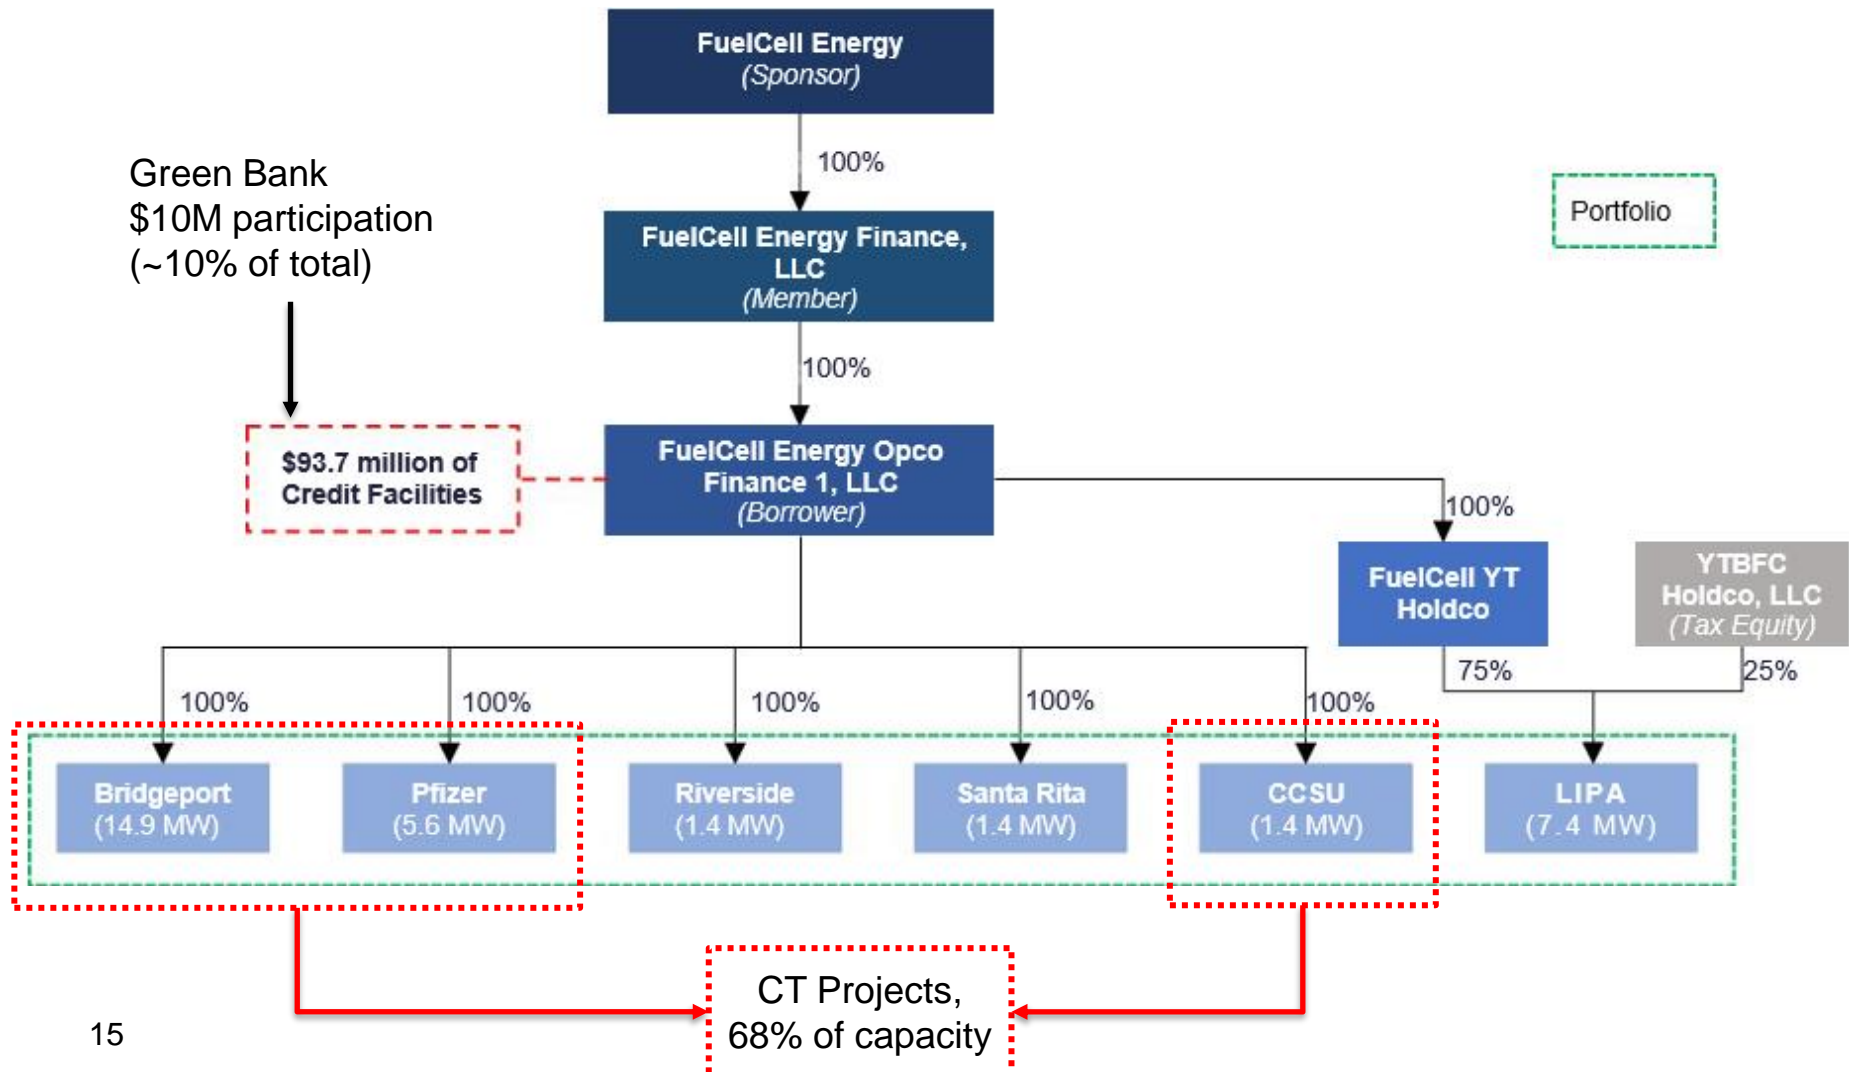 FuelCell Energy
(Sponsor)
100%
Green Bank
$10M participation
(~10% of total)
Portfolio
FuelCell Energy Finance,
LLC
(Member)
100%
$93.7 million of
Credit Facilities
FuelCell Energy Opco
Finance 1, LLC
(Borrower)
100%
FuelCell YT
Holdco
YTBFC
Holdco, LLC
(Tax Equity)
75%
25%
100%
100%
100%
100%
100%
Bridgeport
(14.9 MW)
Pfizer
(5.6 MW)
Riverside
(1.4 MW)
Santa Rita
(1.4 MW)
CCSU
(1.4 MW)
LIPA
(7.4 MW)
CT Projects,
68% of capacity
15